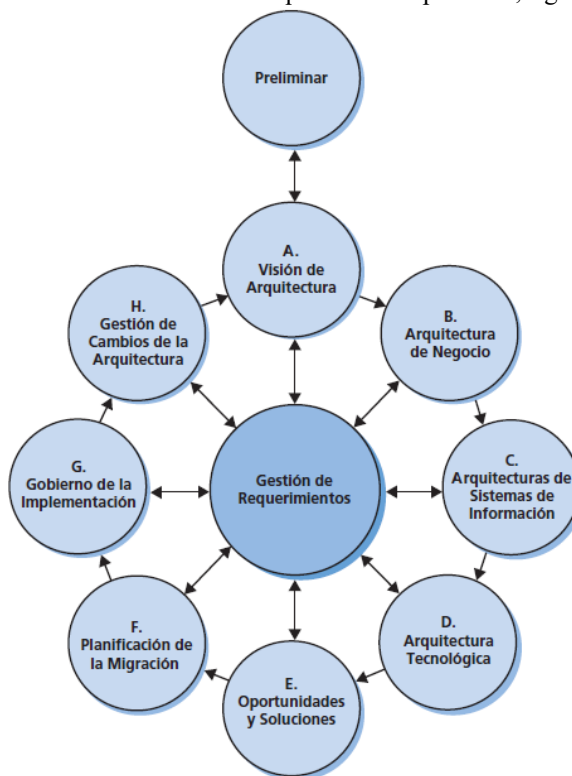 Preliminar
A.
Visión de
Arquitectura
B.
Arquitectura
de Negocio
C.
Arquitecturas de
Sistemas de
Información
D.
Arquitectura
Tecnológica
E.
Oportunidades
y Soluciones
F.
Planificación de
la Migración
G.
Gobierno de la
Implementación
H.
Gestión de
Cambios de la
Arquitectura
Gestión de
Requerimientos